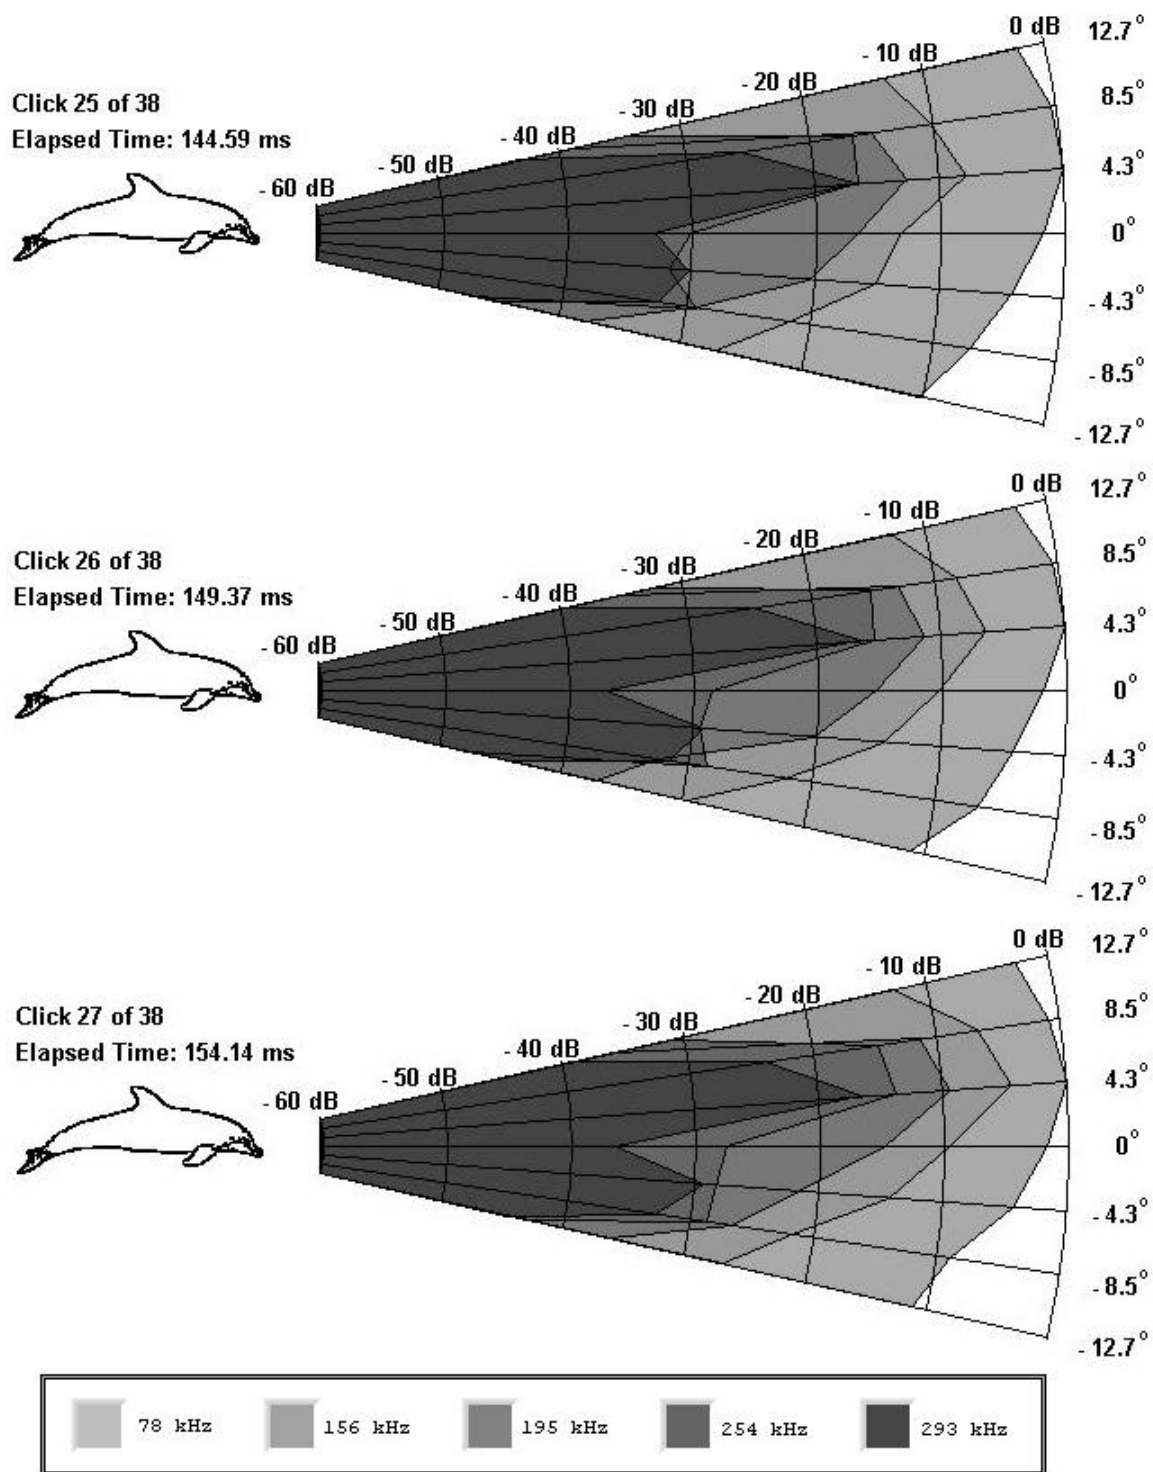 Click 25 of 38
Elapsed Time: 144.59 ms
- 60 dB
- 50 dB
- 40 dB
- 30 dB
- 20 dB
- 10 dB
0 dB
12.7°
8.5°
4.3°
0°
- 4.3°
- 8.5°
- 12.7°
Click 26 of 38
Elapsed Time: 149.37 ms
- 60 dB
- 50 dB
- 40 dB
- 30 dB
- 20 dB
- 10 dB
0 dB
12.7°
8.5°
4.3°
0°
- 4.3°
- 8.5°
- 12.7°
Click 27 of 38
Elapsed Time: 154.14 ms
- 60 dB
- 50 dB
- 40 dB
- 30 dB
- 20 dB
- 10 dB
0 dB
12.7°
8.5°
4.3°
0°
- 4.3°
- 8.5°
- 12.7°
78 kHz 156 kHz 195 kHz 254 kHz 293 kHz